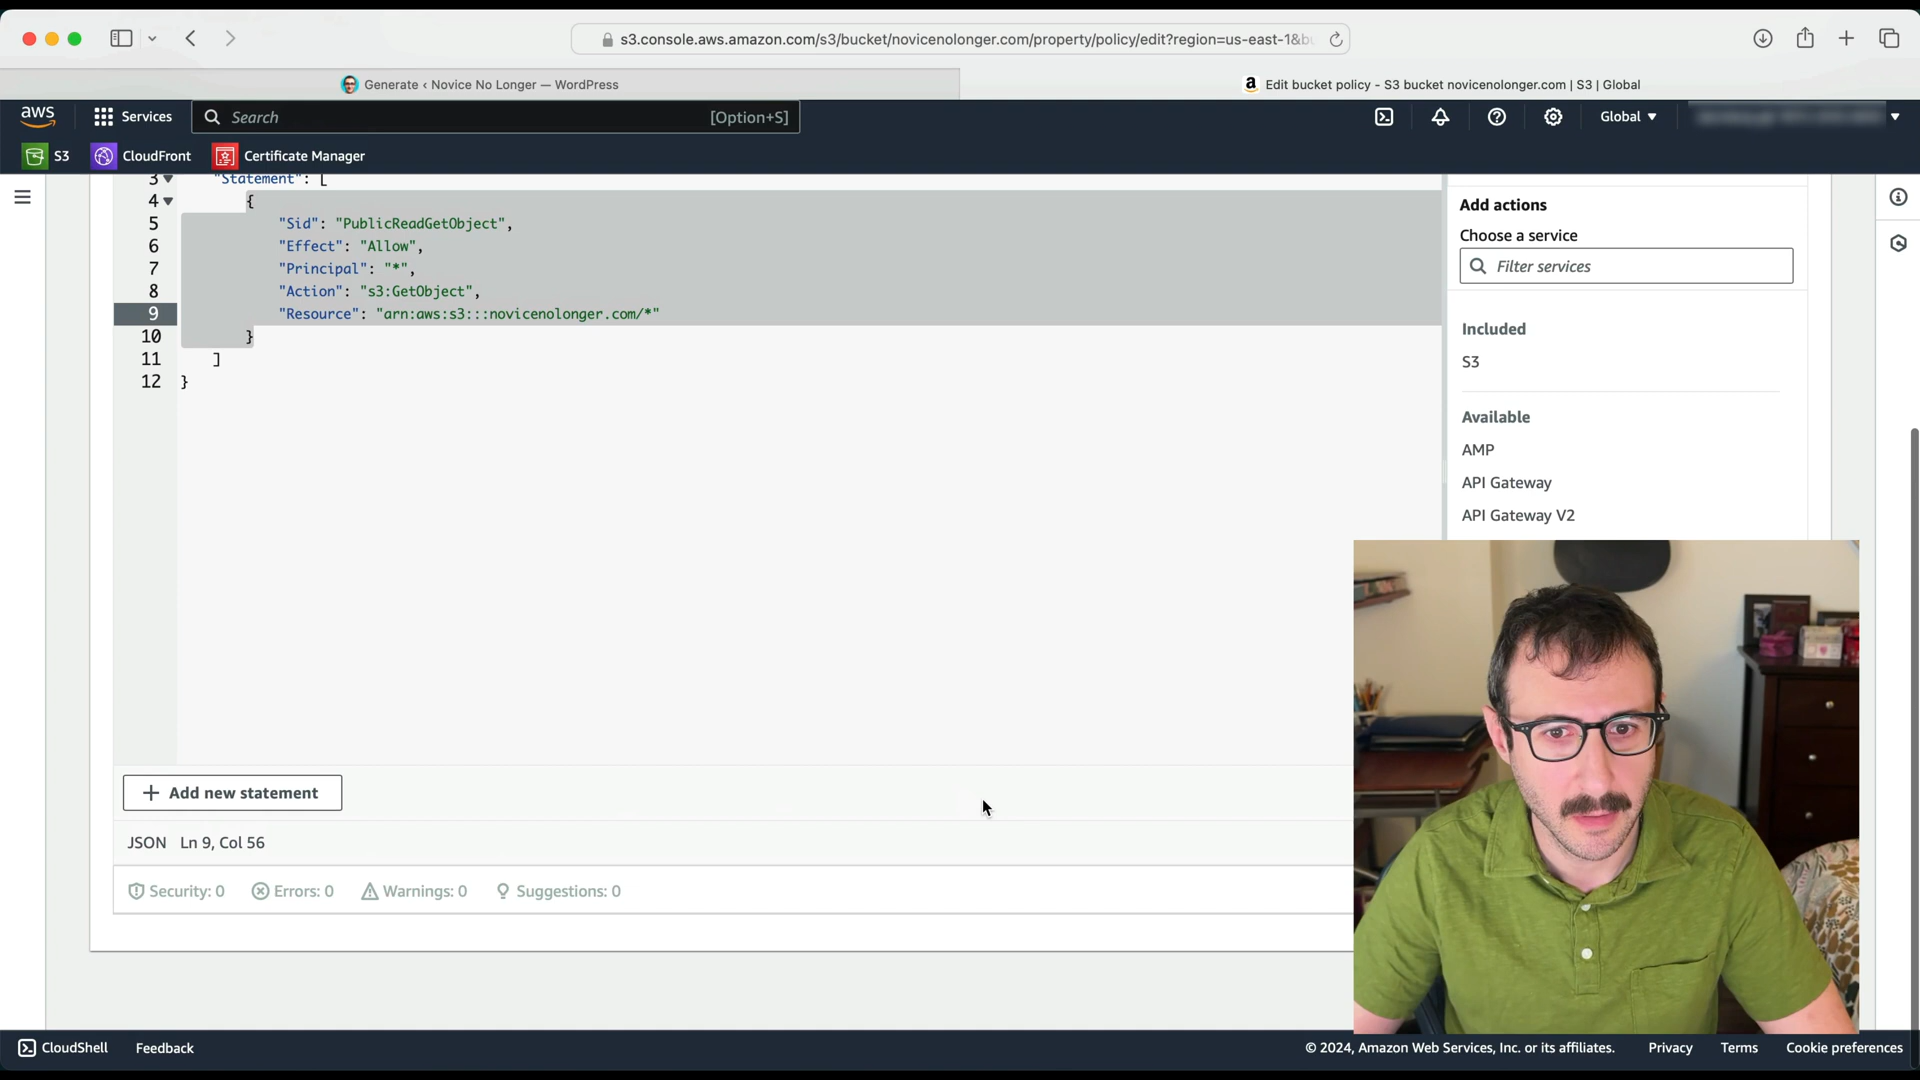 s3.console.aws.amazon.com/s3/bucket/novicenolonger.com/property/policy/edit?region=us-east-1&b
Generate ‹ Novice No Longer — WordPress
Edit bucket policy - S3 bucket novicenolonger.com | S3 | Global
aws
Services
Search
[Option+S]
Global
S3
CloudFront
Certificate Manager
3 "Statement": [
4 {
5 "Sid": "PublicReadGetObject",
6 "Effect": "Allow",
7 "Principal": "*",
8 "Action": "s3:GetObject",
9 "Resource": "arn:aws:s3:::novicenolonger.com/*"
10 }
11 ]
12 }
Add actions
Choose a service
Filter services
Included
S3
Available
AMP
API Gateway
API Gateway V2
+ Add new statement
JSON Ln 9, Col 56
Security: 0
Errors: 0
Warnings: 0
Suggestions: 0
CloudShell
Feedback
© 2024, Amazon Web Services, Inc. or its affiliates.
Privacy
Terms
Cookie preferences